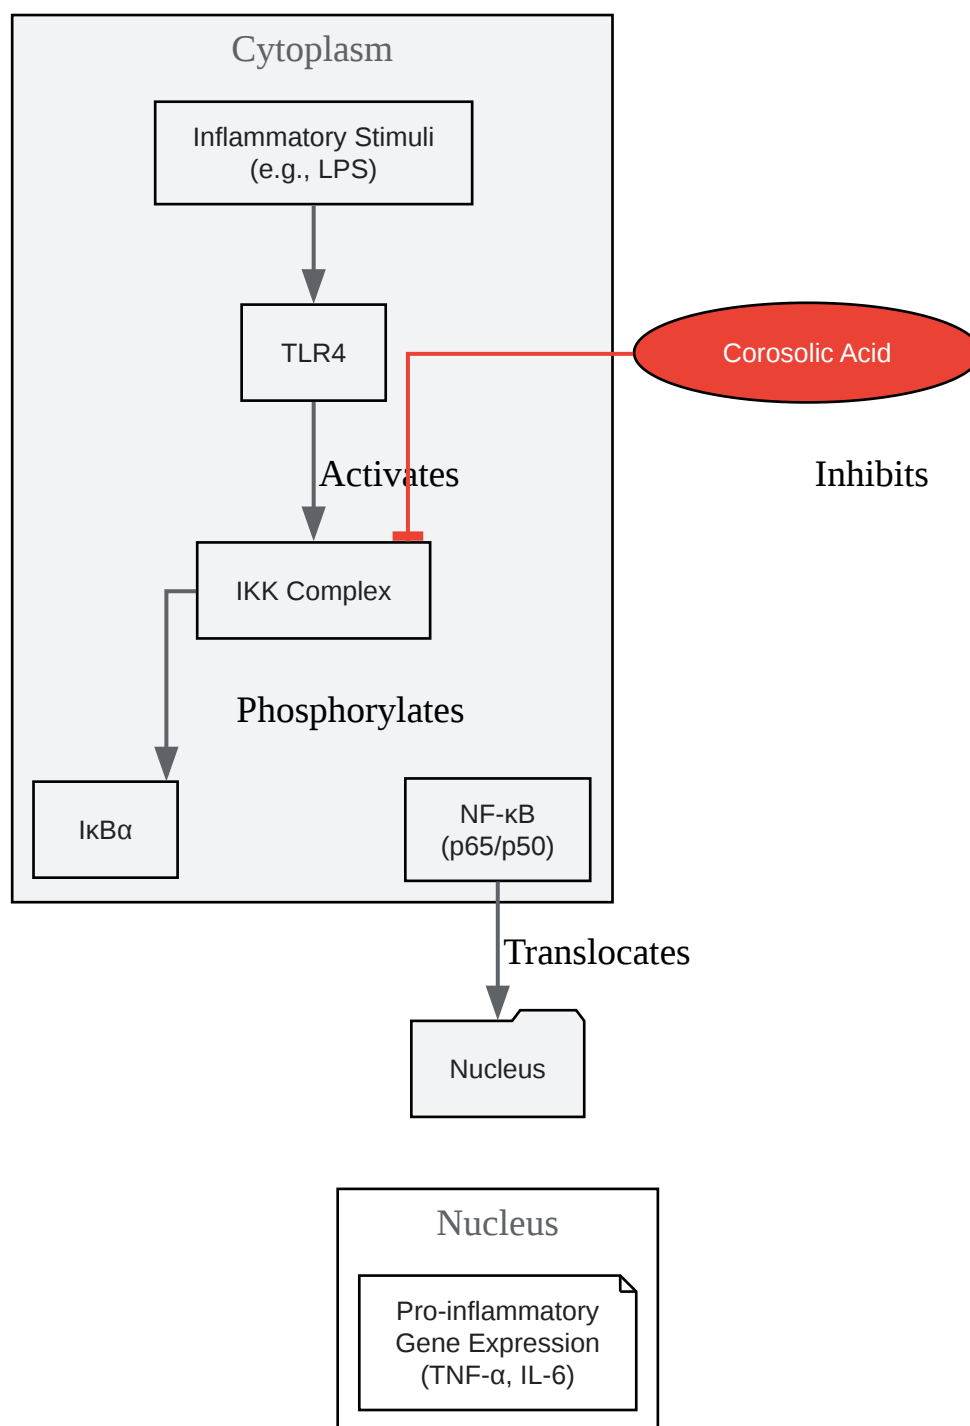 Cytoplasm
Inflammatory Stimuli
(e.g., LPS)
TLR4
Corosolic Acid
Activates
Inhibits
IKK Complex
Phosphorylates
IκBα
NF-κB
(p65/p50)
Translocates
Nucleus
Nucleus
Pro-inflammatory
Gene Expression
(TNF-α, IL-6)